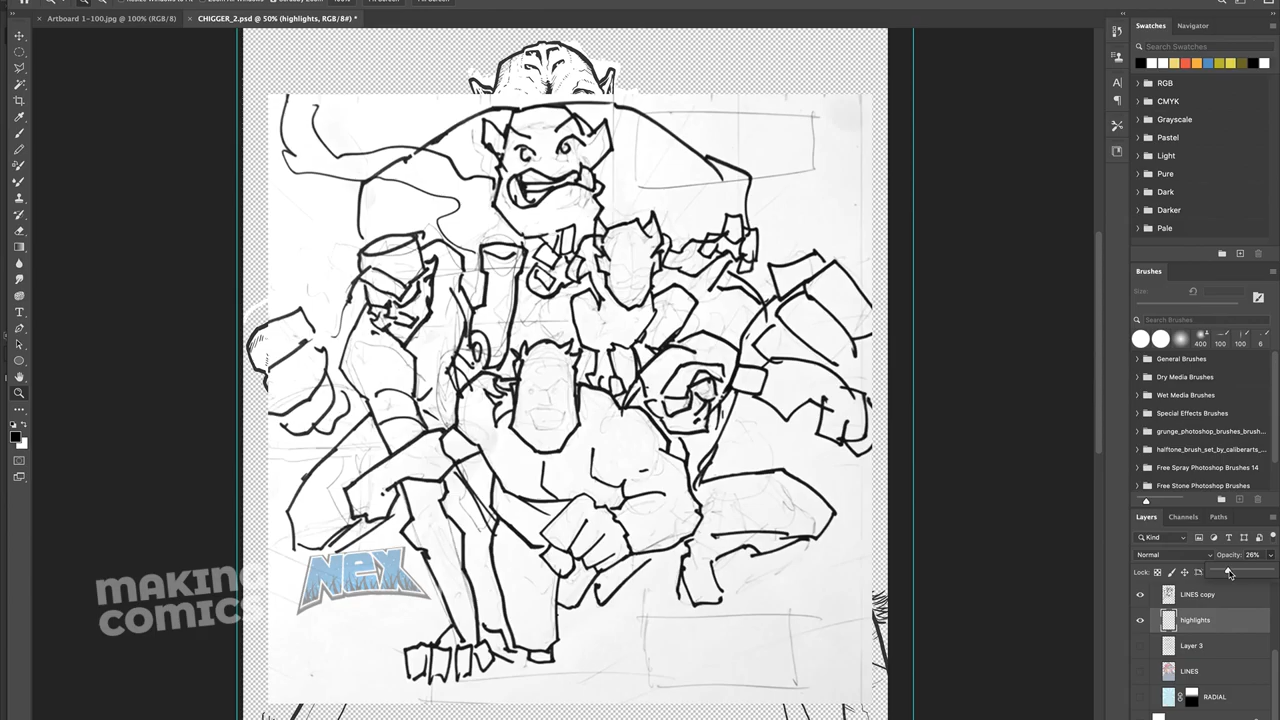 Artboard 1-100.jpg @ 100% (RGB/8)
CHIGGER_2.psd @ 50% (highlights, RGB/8#) *
Swatches
Navigator
Search Swatches
RGB
CMYK
Grayscale
Pastel
Light
Pure
Dark
Darker
Pale
Brushes
Size:
Search Brushes
400 100 100 6
General Brushes
Dry Media Brushes
Wet Media Brushes
Special Effects Brushes
grunge_photoshop_brushes_brush...
halftone_brush_set_by_caliberarts_...
Free Spray Photoshop Brushes 14
Free Stone Photoshop Brushes
Layers
Channels
Paths
Kind
Normal
Opacity: 26%
Lock:
LINES copy
highlights
Layer 3
LINES
RADIAL
NEX
MAKING
COMICS